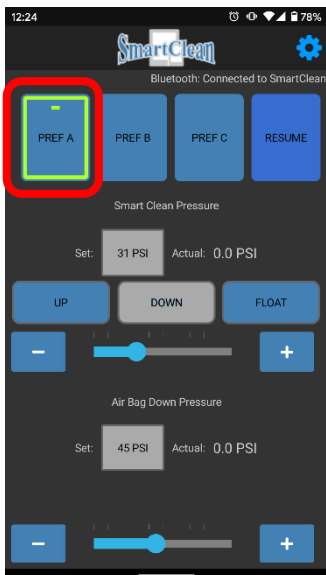 12:24 78%
SmartClean
Bluetooth: Connected to SmartClean
PREF A PREF B PREF C RESUME
Smart Clean Pressure
Set: 31 PSI Actual: 0.0 PSI
UP DOWN FLOAT
− +
Air Bag Down Pressure
Set: 45 PSI Actual: 0.0 PSI
− +